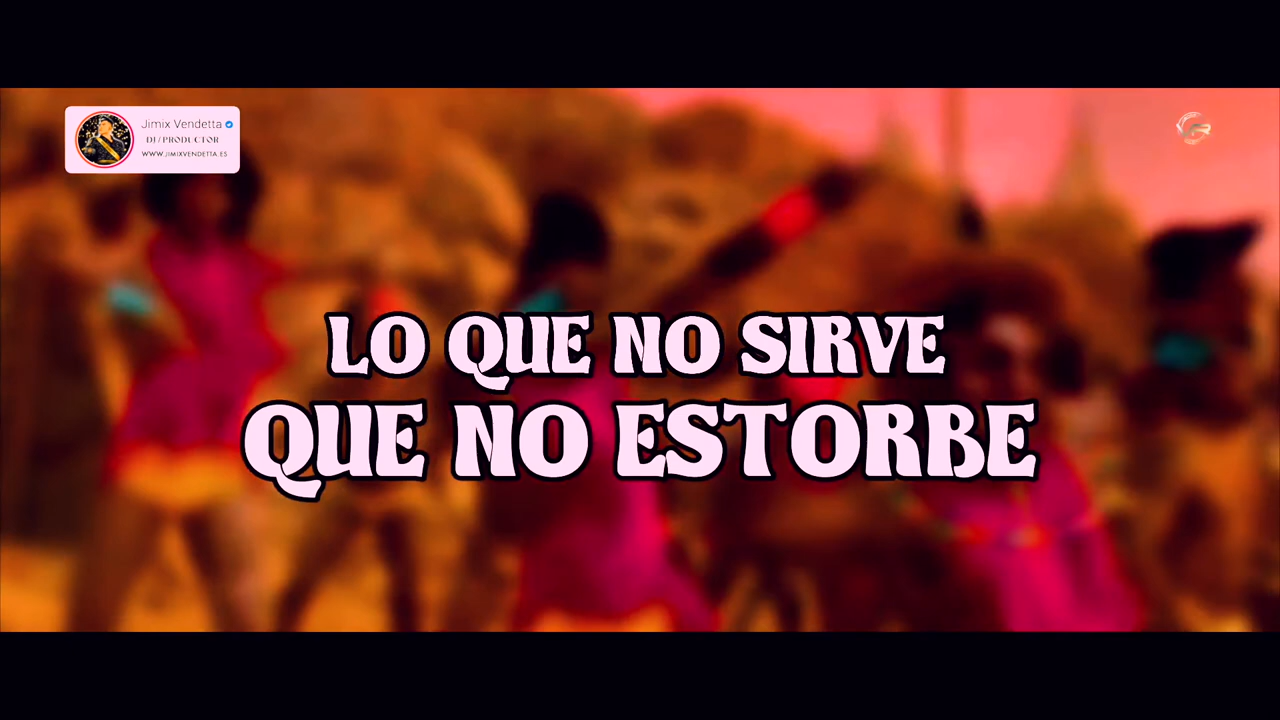 Jimix Vendetta
DJ/PRODUCTOR
WWW.JIMIXVENDETTA.ES
LO QUE NO SIRVE
QUE NO ESTORBE